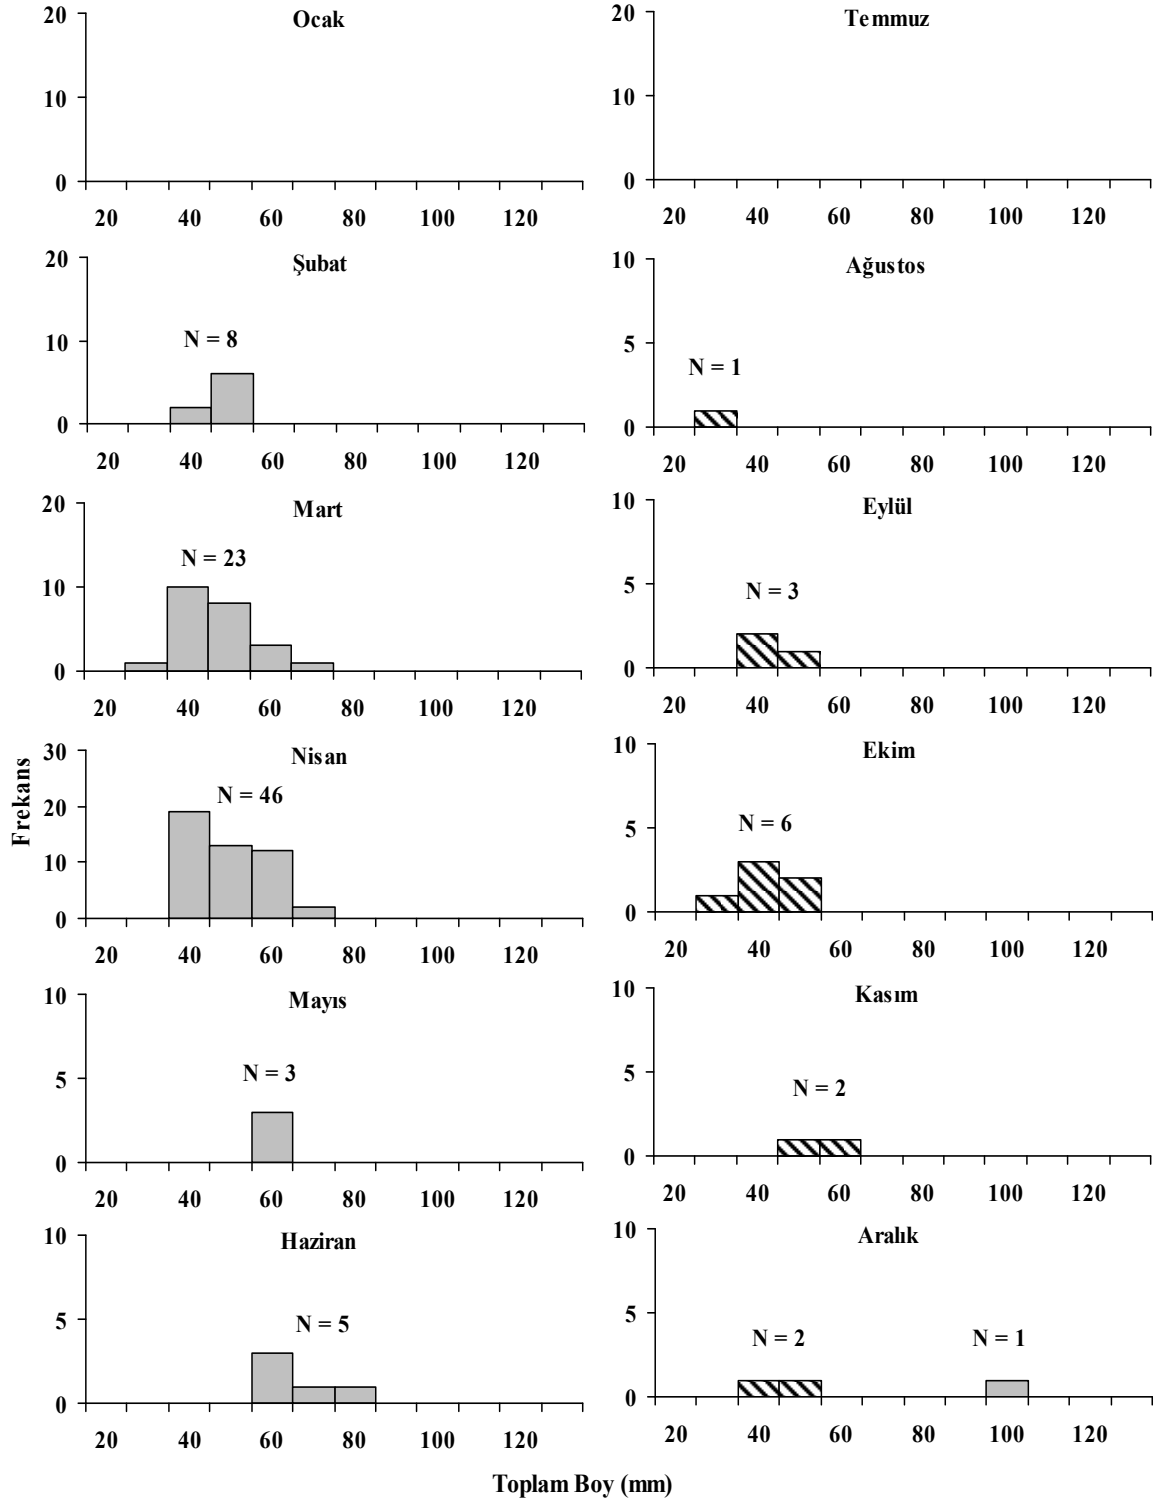 Ocak
20
10
0
20 40 60 80 100 120
Temmuz
20
10
0
20 40 60 80 100 120
Şubat
N = 8
20
10
0
20 40 60 80 100 120
Ağustos
N = 1
10
5
0
20 40 60 80 100 120
Mart
N = 23
20
10
0
20 40 60 80 100 120
Eylül
N = 3
10
5
0
20 40 60 80 100 120
Frekans
Nisan
N = 46
30
20
10
0
20 40 60 80 100 120
Ekim
N = 6
10
5
0
20 40 60 80 100 120
Mayıs
N = 3
10
5
0
20 40 60 80 100 120
Kasım
N = 2
10
5
0
20 40 60 80 100 120
Haziran
N = 5
10
5
0
20 40 60 80 100 120
Aralık
N = 2 N = 1
10
5
0
20 40 60 80 100 120
Toplam Boy (mm)